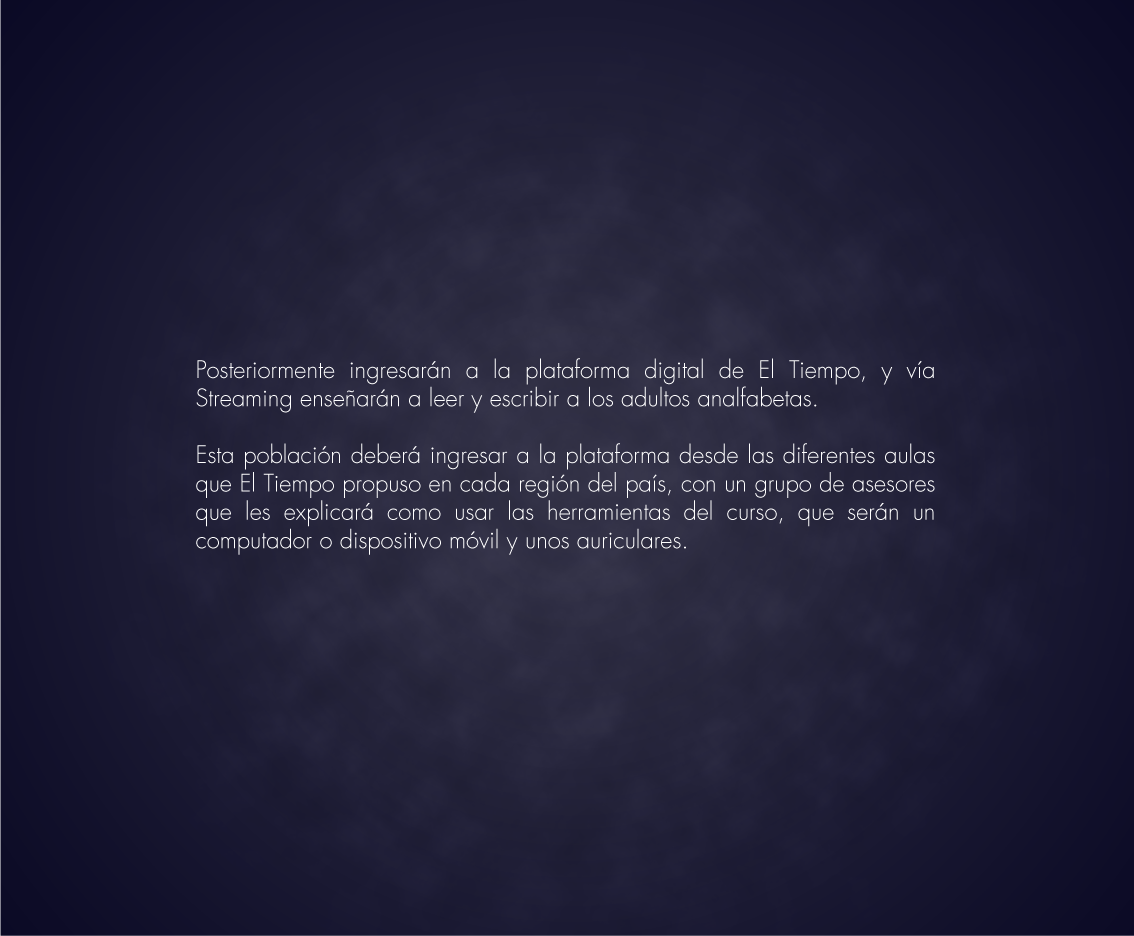 Posteriormente ingresarán a la plataforma digital de El Tiempo, y vía
Streaming enseñarán a leer y escribir a los adultos analfabetas.
Esta población deberá ingresar a la plataforma desde las diferentes aulas
que El Tiempo propuso en cada región del país, con un grupo de asesores
que les explicará como usar las herramientas del curso, que serán un
computador o dispositivo móvil y unos auriculares.